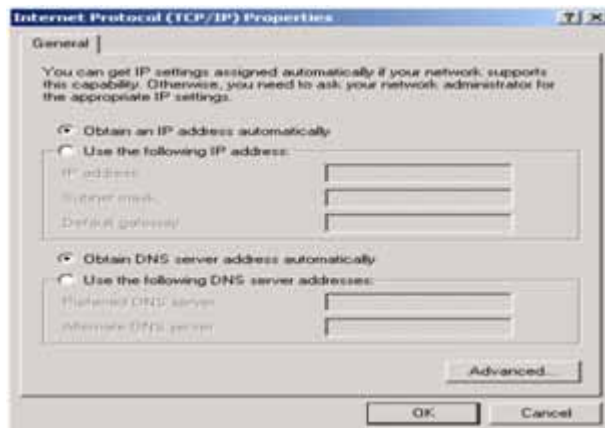 Internet Protocol (TCP/IP) Properties
General
You can get IP settings assigned automatically if your network supports
this capability. Otherwise, you need to ask your network administrator for
the appropriate IP settings.
Obtain an IP address automatically
Use the following IP address:
IP address:
Subnet mask:
Default gateway:
Obtain DNS server address automatically
Use the following DNS server addresses:
Preferred DNS server:
Alternate DNS server:
Advanced...
OK
Cancel